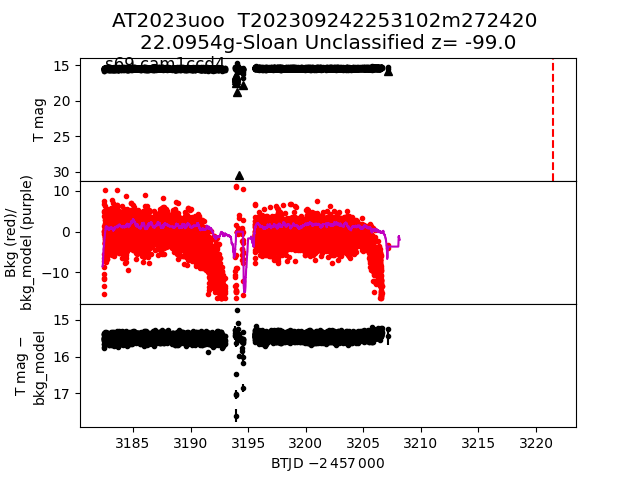 AT2023uoo  T202309242253102m272420
22.0954g-Sloan Unclassified z= -99.0
s69 cam1ccd4
15
20
25
30
T mag
10
0
−10
Bkg (red)/
bkg_model (purple)
15
16
17
T mag −
bkg_model
3185 3190 3195 3200 3205 3210 3215 3220
BTJD −2 457 000